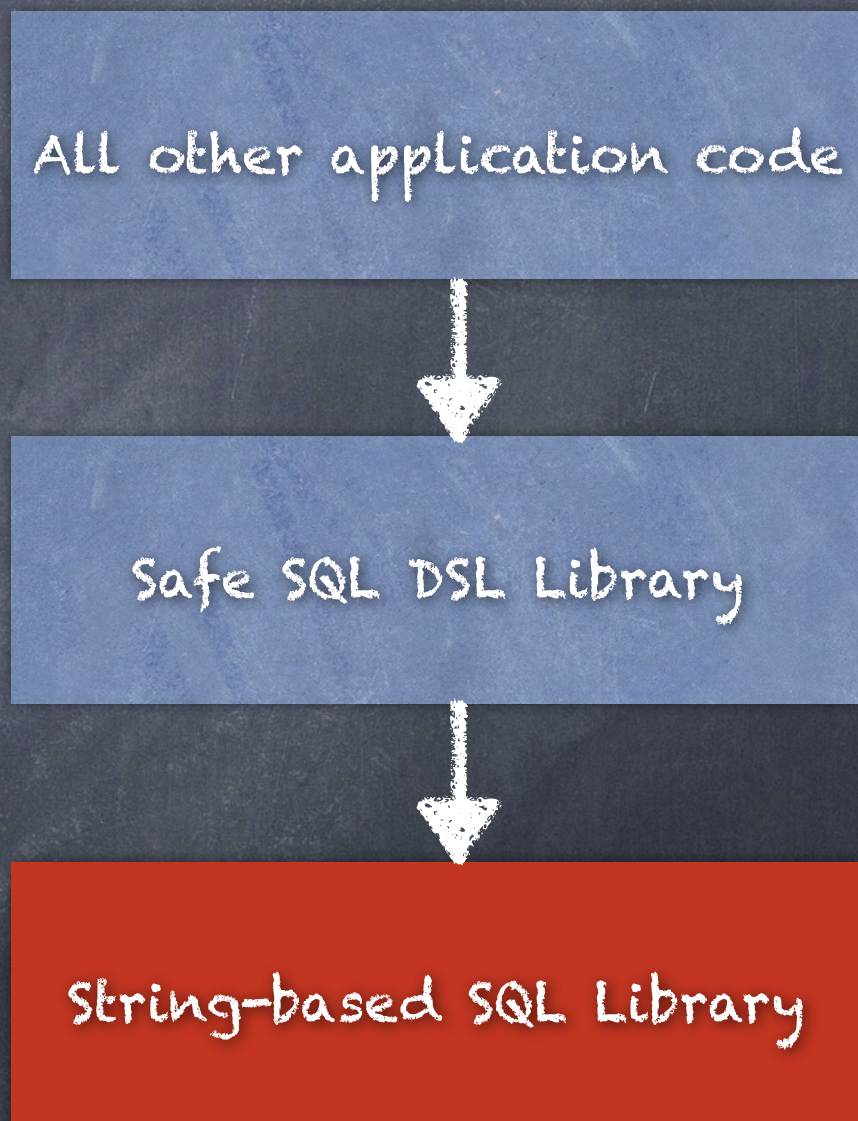 All other application code
Safe SQL DSL Library
String-based SQL Library